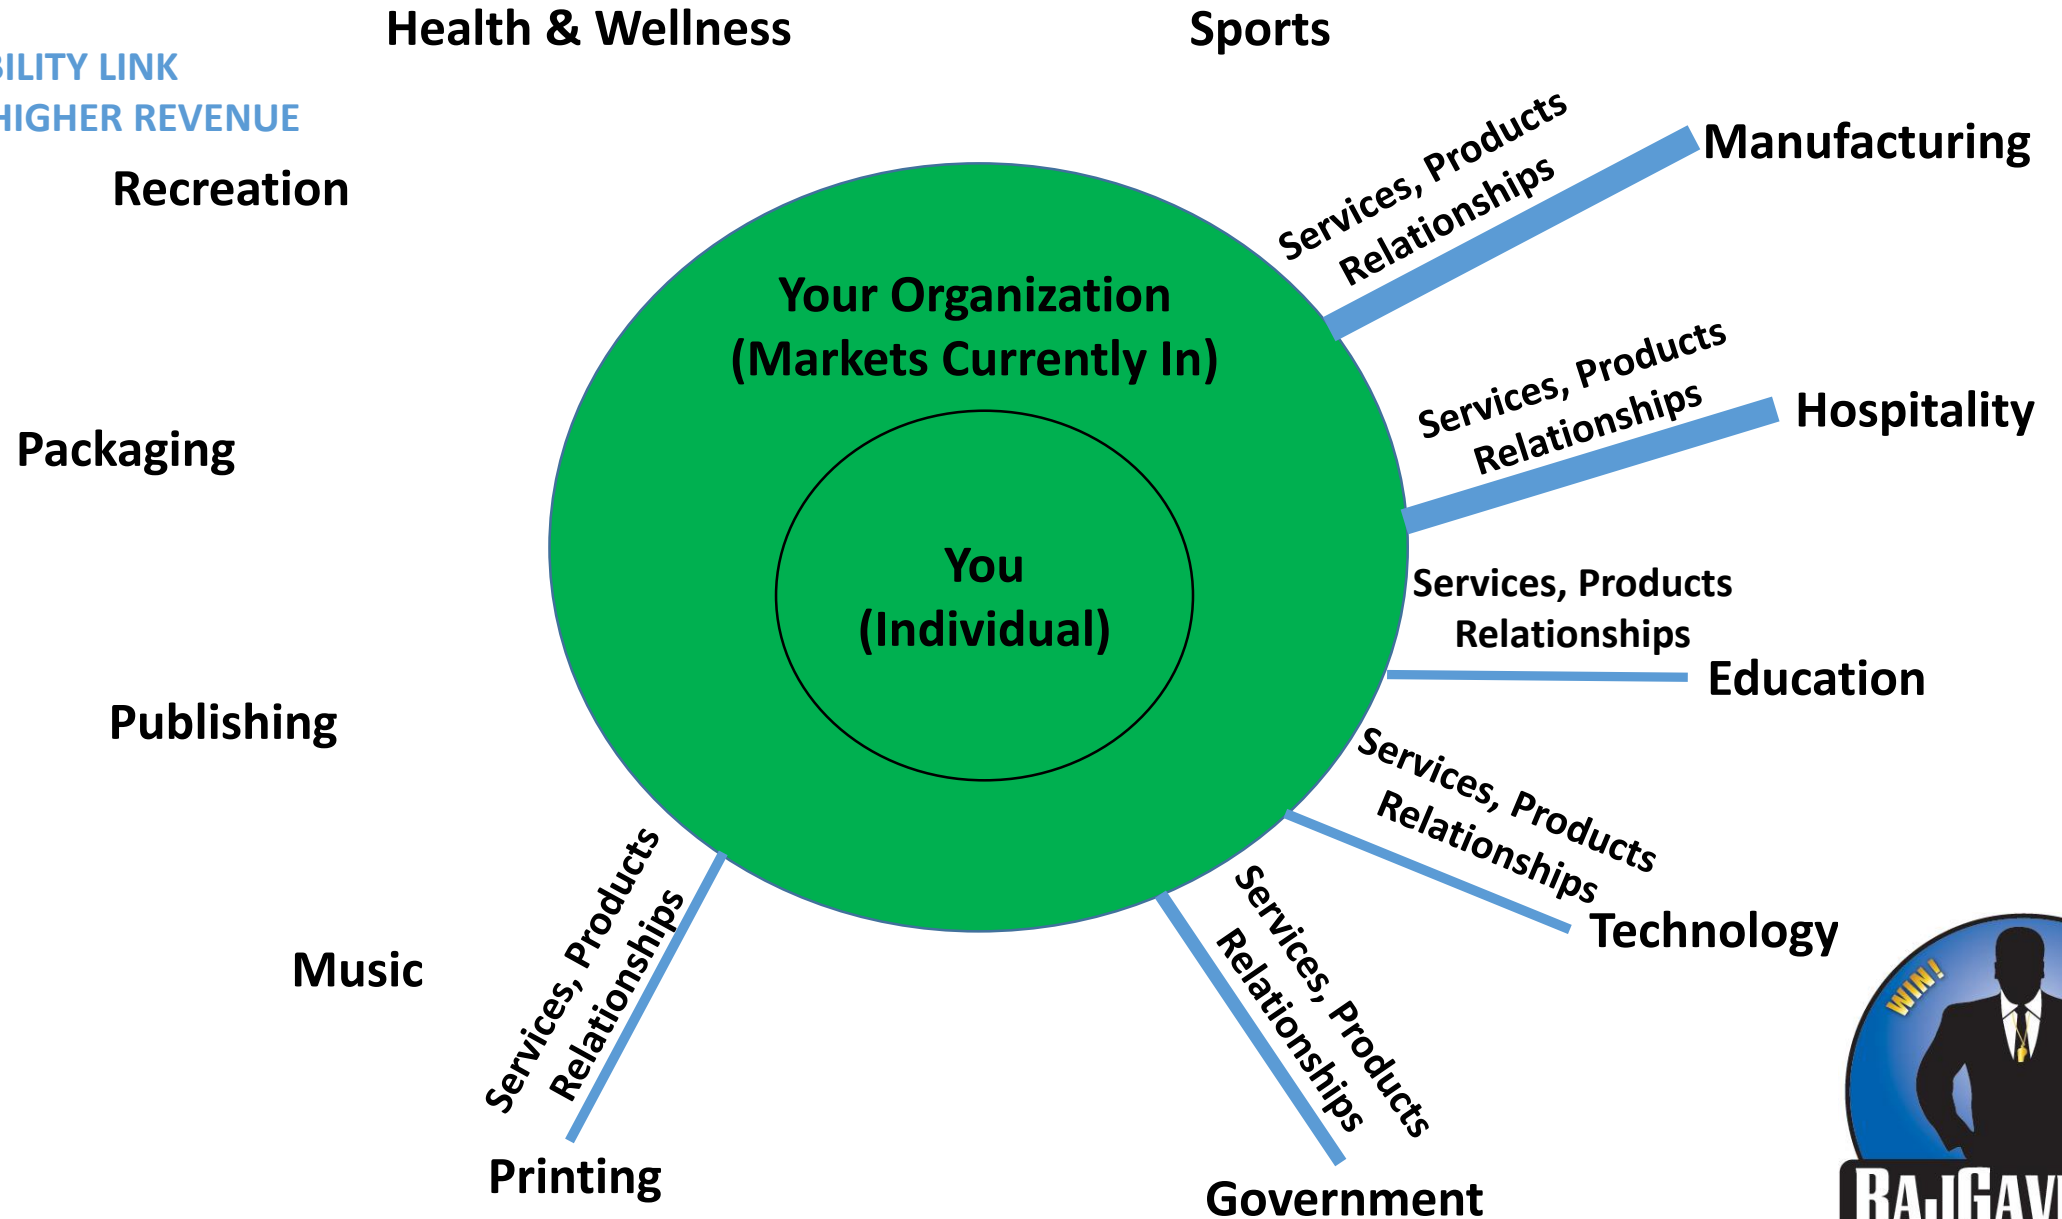 Health & Wellness
Sports
BILITY LINK
HIGHER REVENUE
Recreation
Services, Products
Relationships
Manufacturing
Your Organization
(Markets Currently In)
Services, Products
Relationships
Hospitality
Packaging
You
(Individual)
Services, Products
Relationships
Education
Publishing
Services, Products
Relationships
Technology
Music
Services, Products
Relationships
Printing
Services, Products
Relationships
Government
WIN!